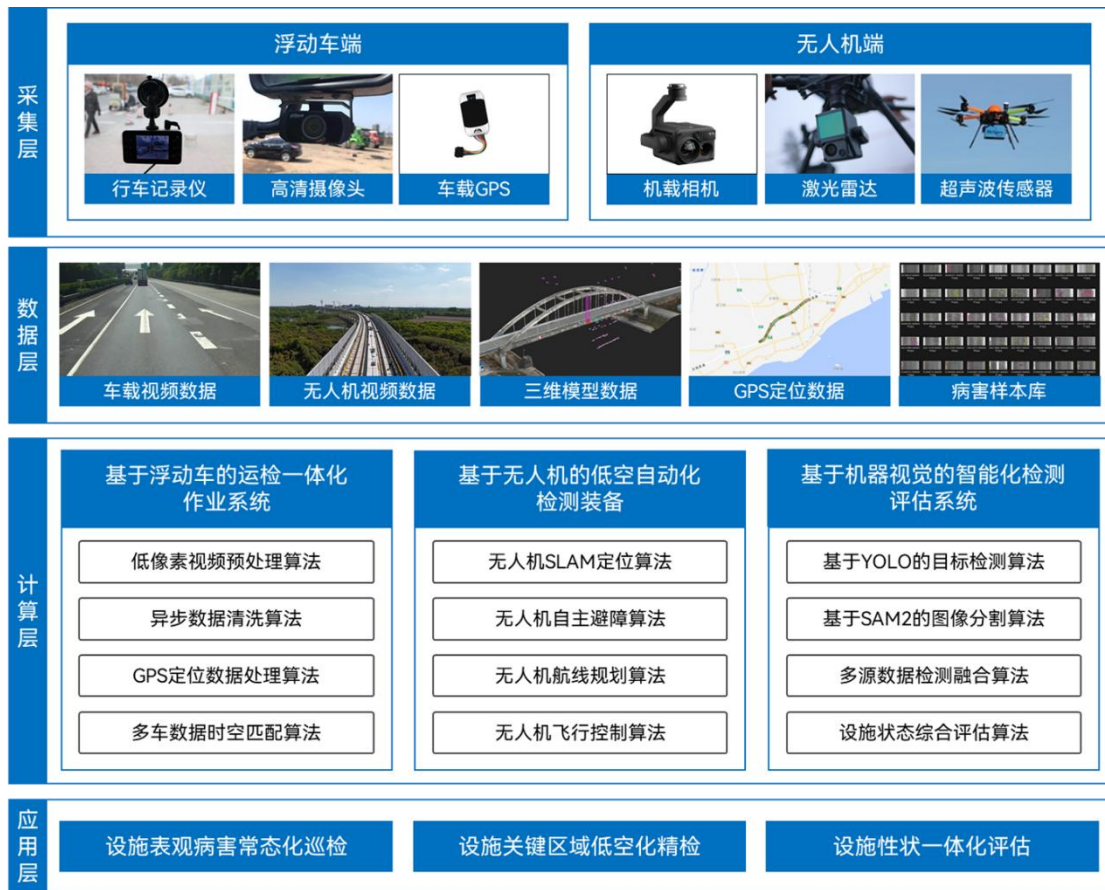 采集层
浮动车端
无人机端
行车记录仪
高清摄像头
车载GPS
机载相机
激光雷达
超声波传感器
数据层
车载视频数据
无人机视频数据
三维模型数据
GPS定位数据
病害样本库
计算层
基于浮动车的运检一体化
作业系统
基于无人机的低空自动化
检测装备
基于机器视觉的智能化检测
评估系统
低像素视频预处理算法
无人机SLAM定位算法
基于YOLO的目标检测算法
异步数据清洗算法
无人机自主避障算法
基于SAM2的图像分割算法
GPS定位数据处理算法
无人机航线规划算法
多源数据检测融合算法
多车数据时空匹配算法
无人机飞行控制算法
设施状态综合评估算法
应用层
设施表观病害常态化巡检
设施关键区域低空化精检
设施性状一体化评估